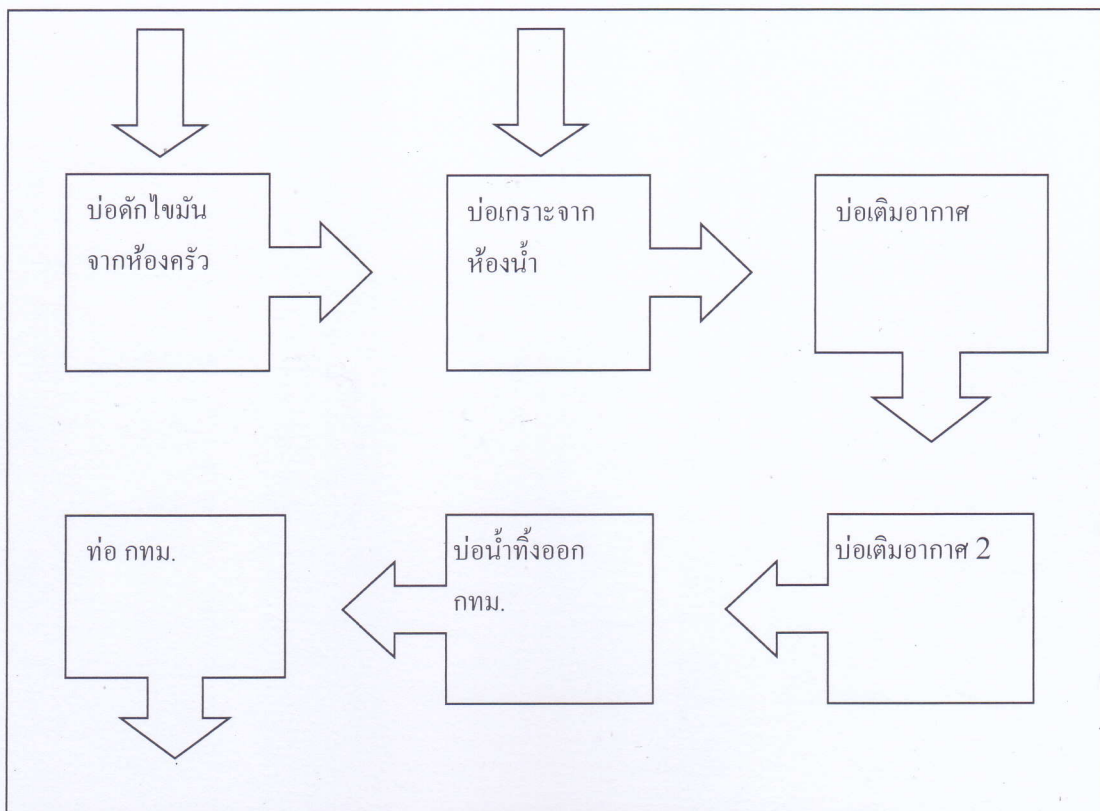 บ่อดักไขมัน
จากห้องครัว
บ่อเกราะจาก
ห้องน้ำ
บ่อเติมอากาศ
ท่อ กทม.
บ่อน้ำทิ้งออก
กทม.
บ่อเติมอากาศ 2